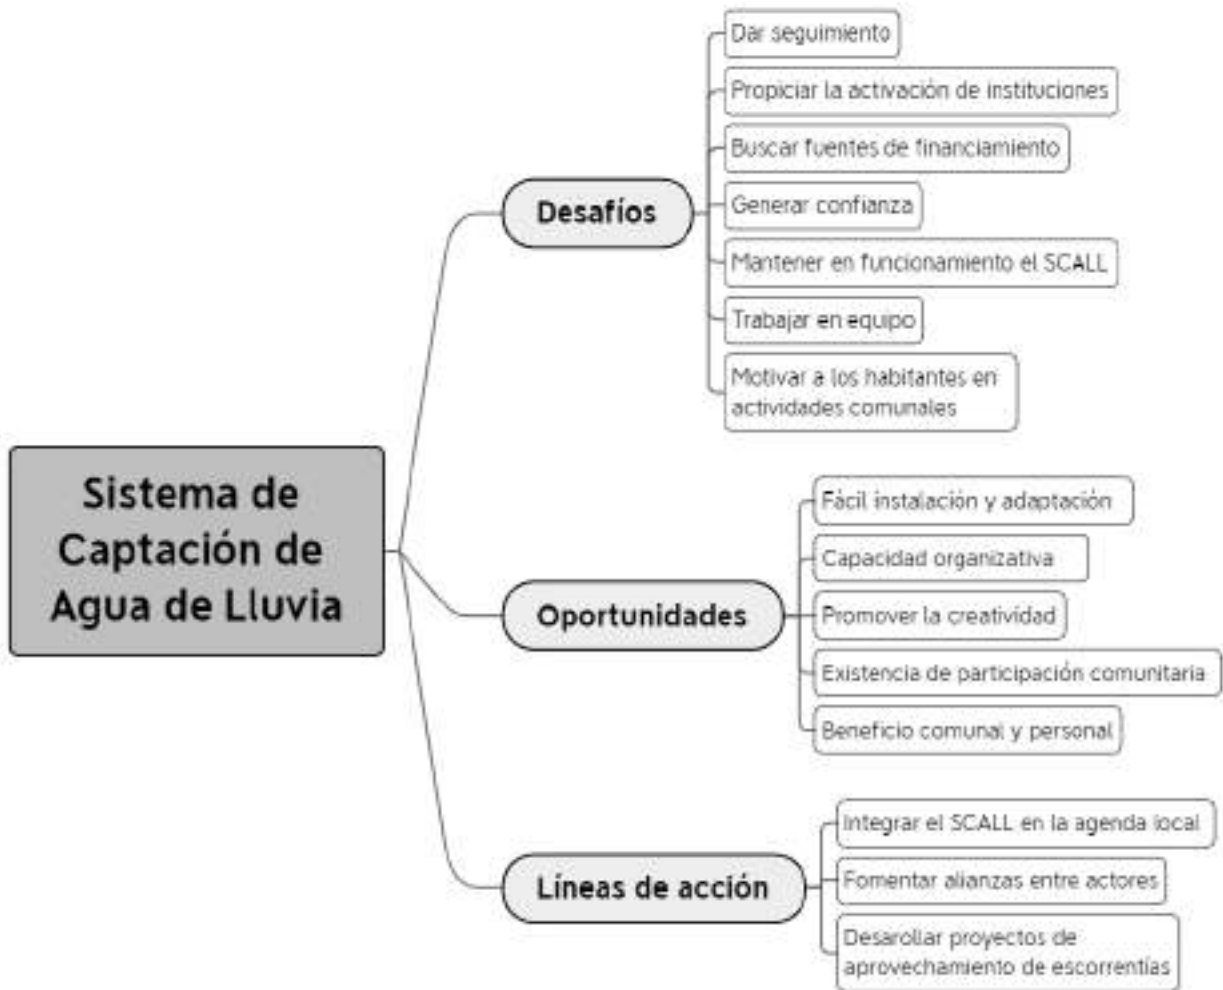 Sistema de
Captación de
Agua de Lluvia
Desafíos
Dar seguimiento
Propiciar la activación de instituciones
Buscar fuentes de financiamiento
Generar confianza
Mantener en funcionamiento el SCALL
Trabajar en equipo
Motivar a los habitantes en
actividades comunales
Oportunidades
Fácil instalación y adaptación
Capacidad organizativa
Promover la creatividad
Existencia de participación comunitaria
Beneficio comunal y personal
Líneas de acción
Integrar el SCALL en la agenda local
Fomentar alianzas entre actores
Desarollar proyectos de
aprovechamiento de escorrentías